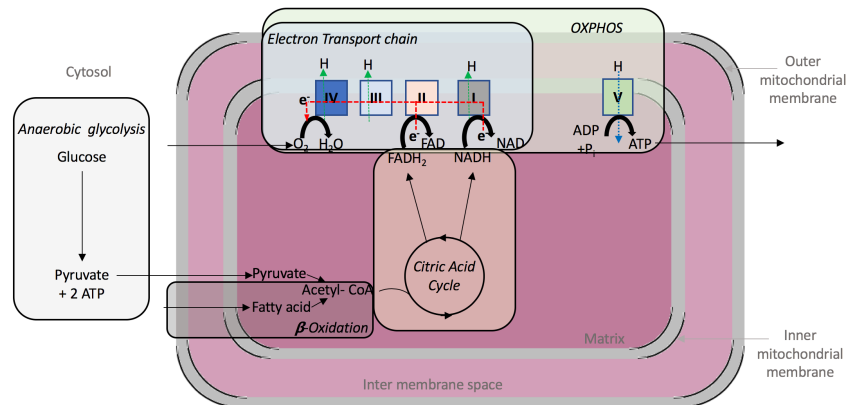 OXPHOS
Electron Transport chain
H
H
H
H
Cytosol
Outer
mitochondrial
membrane
IV
III
II
I
V
e-
e-
e-
Anaerobic glycolysis
Glucose
O2
H2O
FAD
NAD
ADP
+Pi
ATP
FADH2
NADH
Pyruvate
+ 2 ATP
Pyruvate
Acetyl- CoA
Fatty acid
β-Oxidation
Citric Acid
Cycle
Matrix
Inner
mitochondrial
membrane
Inter membrane space